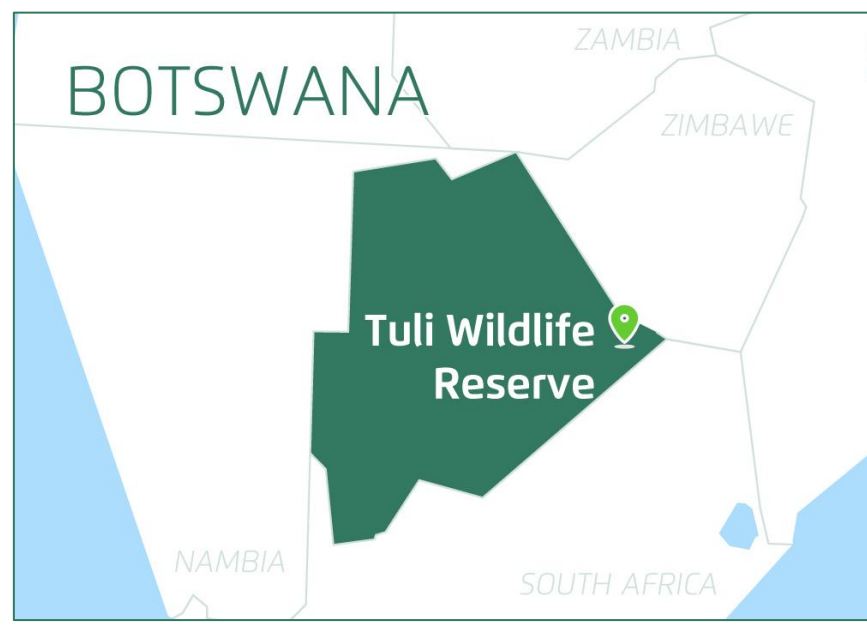 ZAMBIA
BOTSWANA
ZIMBAWE
Tuli Wildlife
Reserve
NAMBIA
SOUTH AFRICA